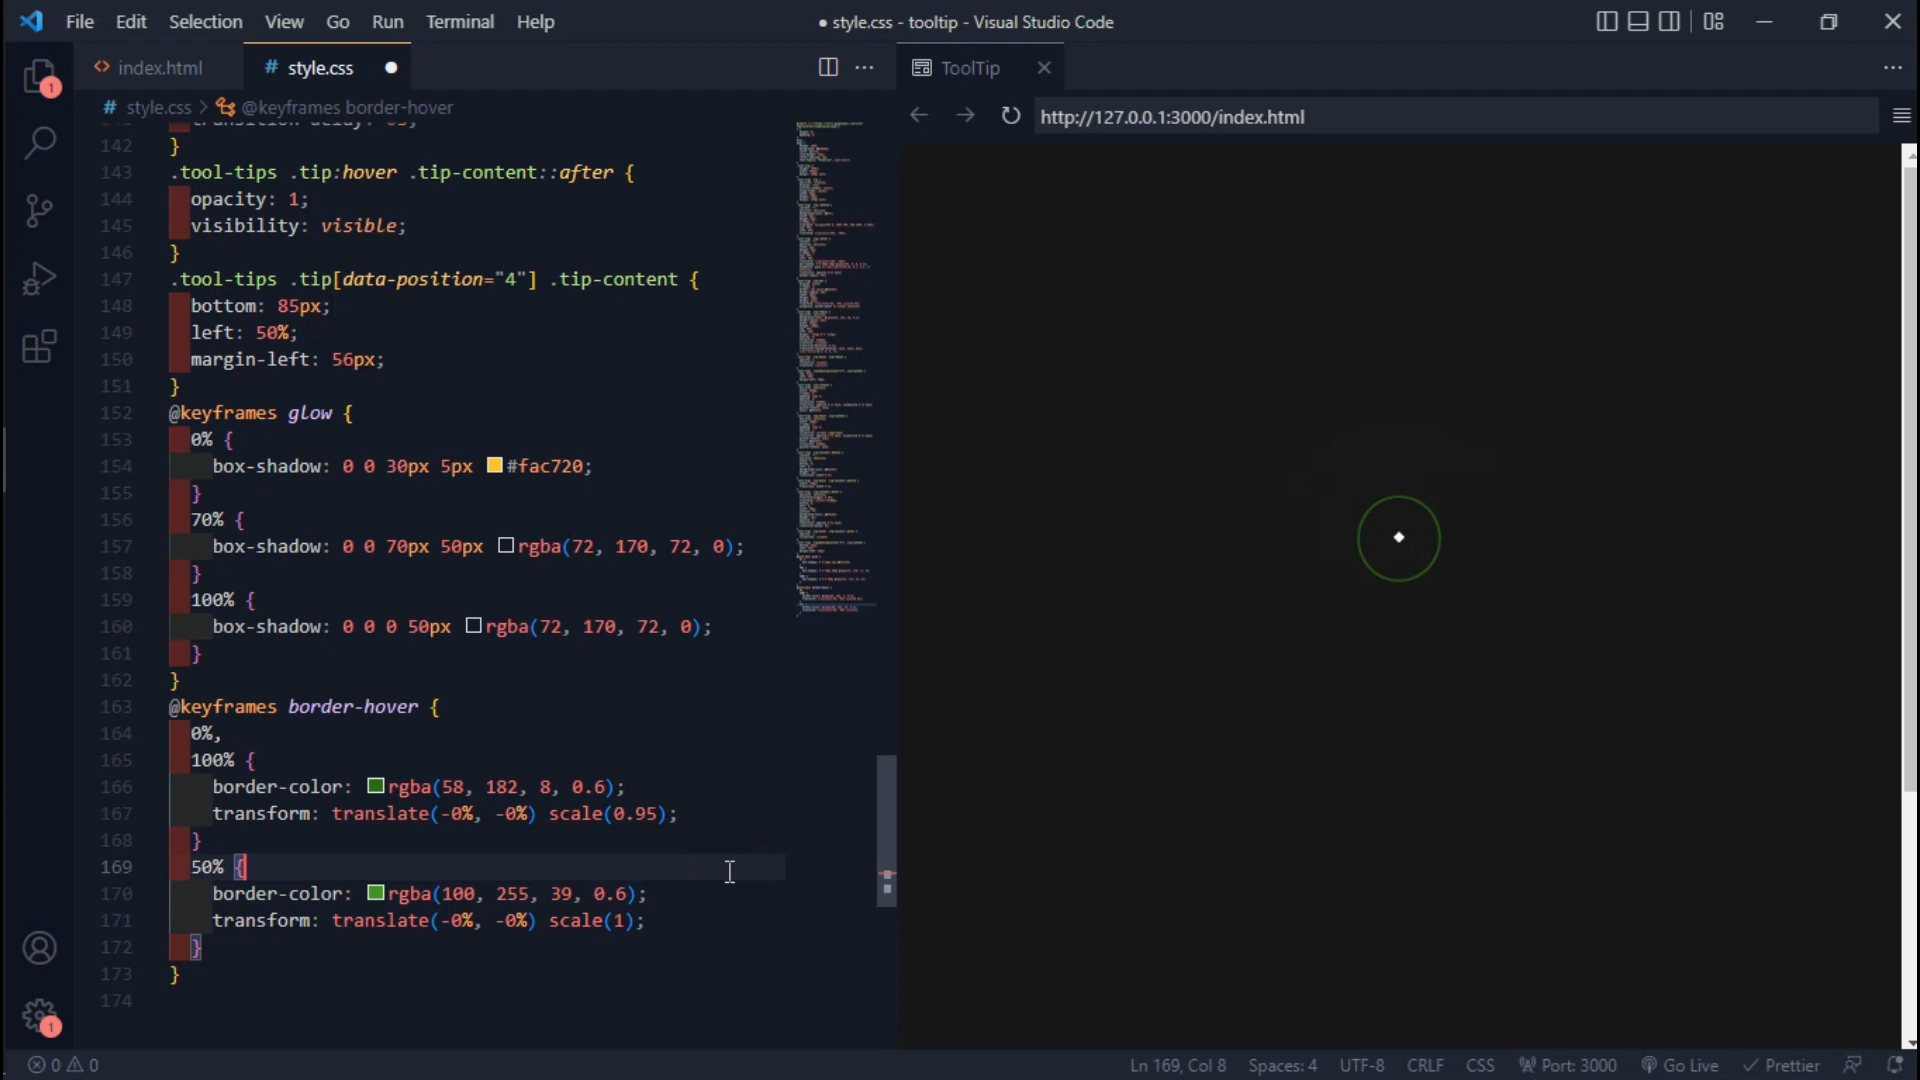 File Edit Selection View Go Run Terminal Help
● style.css - tooltip - Visual Studio Code
index.html
# style.css ●
ToolTip
# style.css > @keyframes border-hover
http://127.0.0.1:3000/index.html
142 }
143 .tool-tips .tip:hover .tip-content::after {
144 opacity: 1;
145 visibility: visible;
146 }
147 .tool-tips .tip[data-position="4"] .tip-content {
148 bottom: 85px;
149 left: 50%;
150 margin-left: 56px;
151 }
152 @keyframes glow {
153 0% {
154 box-shadow: 0 0 30px 5px #fac720;
155 }
156 70% {
157 box-shadow: 0 0 70px 50px rgba(72, 170, 72, 0);
158 }
159 100% {
160 box-shadow: 0 0 0 50px rgba(72, 170, 72, 0);
161 }
162 }
163 @keyframes border-hover {
164 0%,
165 100% {
166 border-color: rgba(58, 182, 8, 0.6);
167 transform: translate(-0%, -0%) scale(0.95);
168 }
169 50% {
170 border-color: rgba(100, 255, 39, 0.6);
171 transform: translate(-0%, -0%) scale(1);
172 }
173 }
174
1
1
0 0
Ln 169, Col 8 Spaces: 4 UTF-8 CRLF CSS Port: 3000 Go Live Prettier